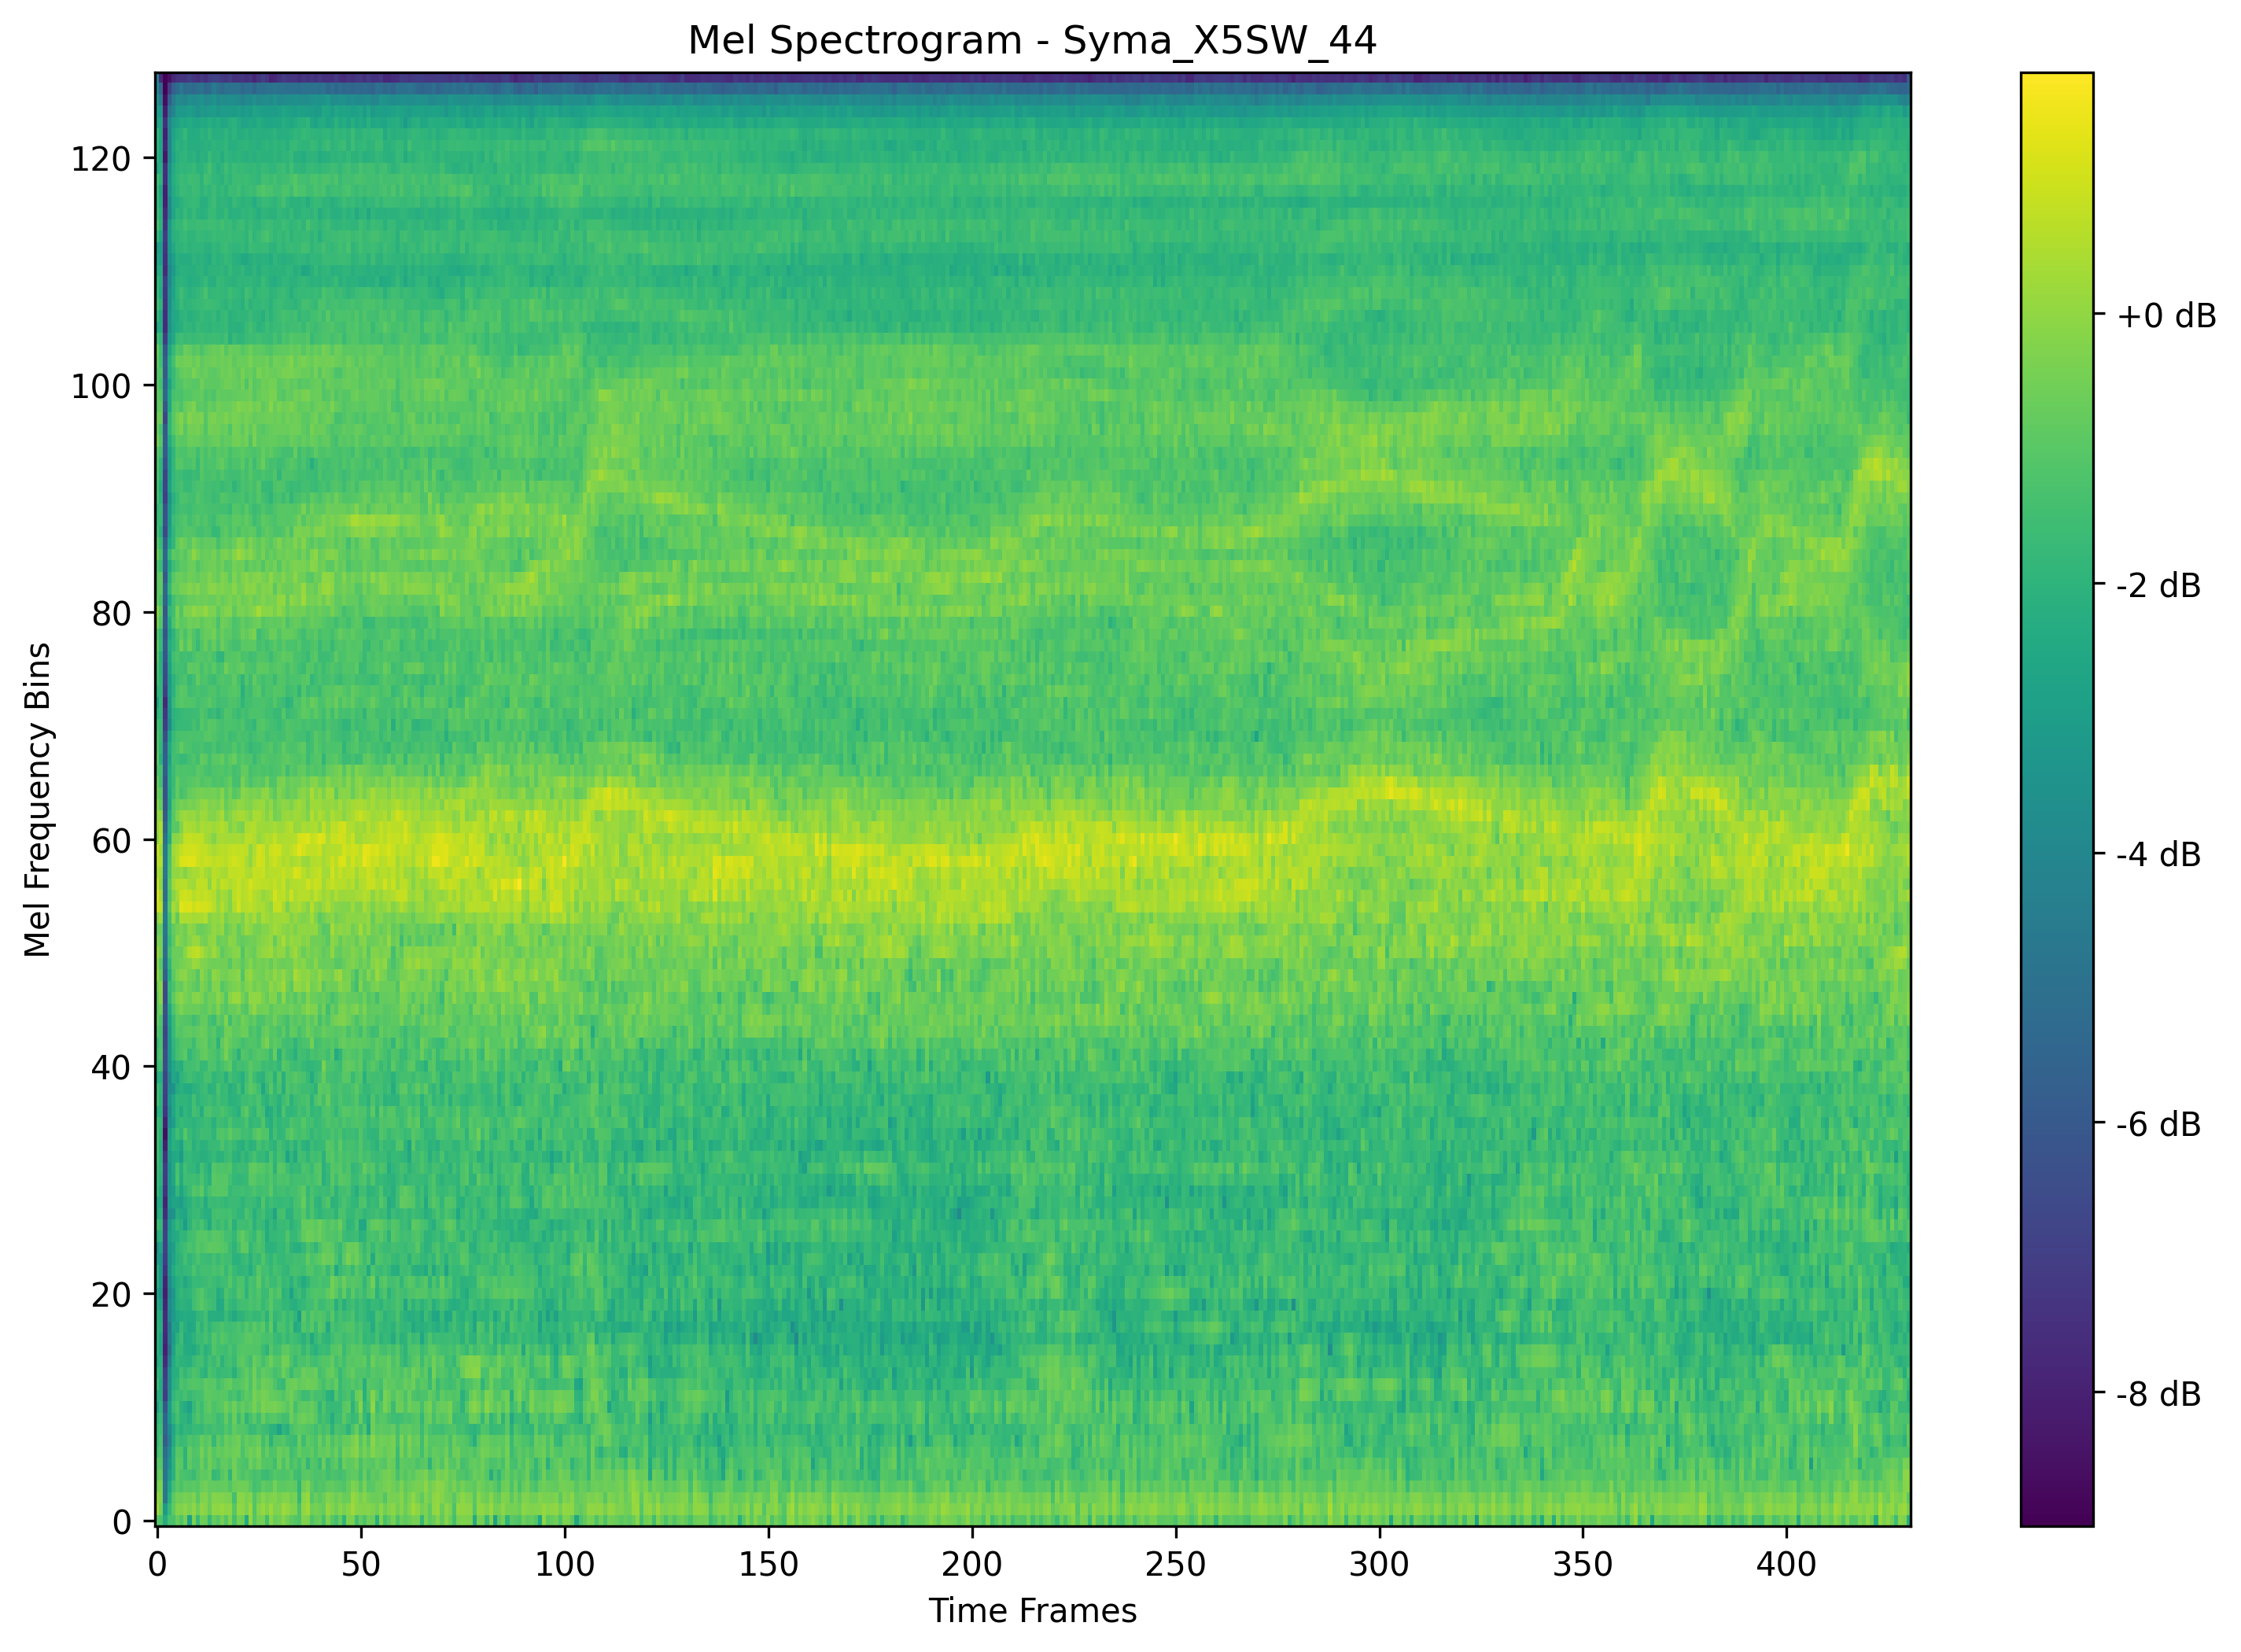 Mel Spectrogram - Syma_X5SW_44
Mel Frequency Bins
120
100
80
60
40
20
0
0 50 100 150 200 250 300 350 400
Time Frames
+0 dB
-2 dB
-4 dB
-6 dB
-8 dB